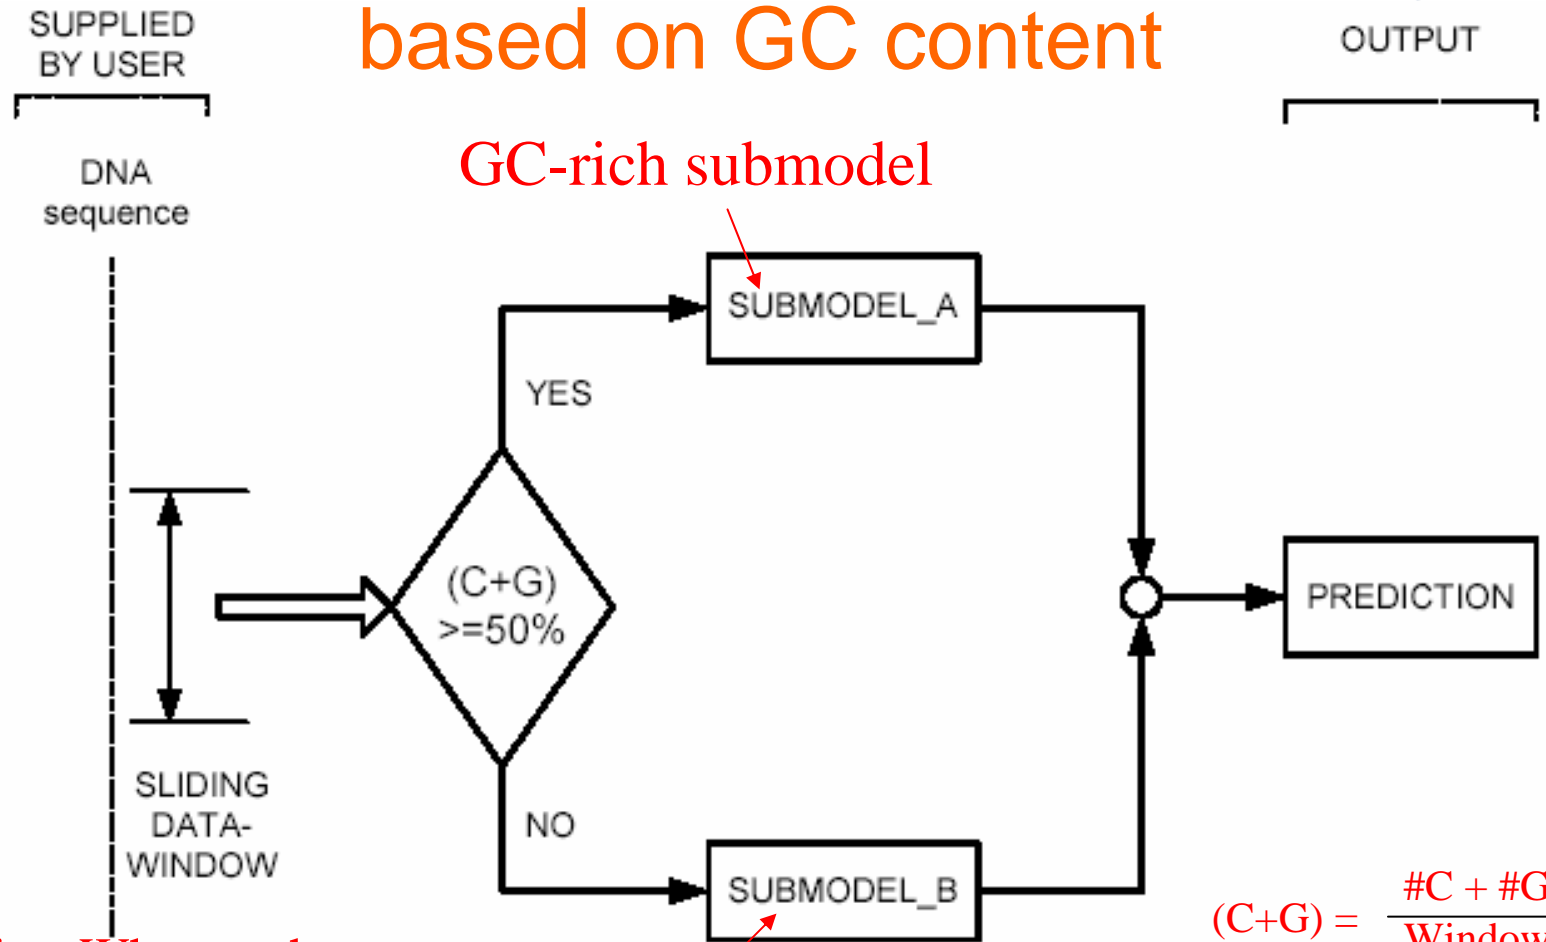 SUPPLIED
BY USER
based on GC content
OUTPUT
DNA
sequence
GC-rich submodel
SUBMODEL_A
YES
(C+G)
>=50%
PREDICTION
SLIDING
DATA-
WINDOW
NO
SUBMODEL_B
#C + #G
(C+G) =
Window